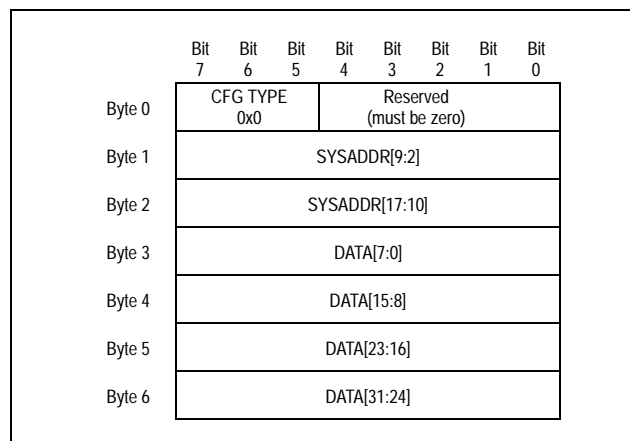 Bit Bit Bit Bit Bit Bit Bit Bit
7 6 5 4 3 2 1 0
Byte 0 CFG TYPE Reserved
0x0 (must be zero)
Byte 1 SYSADDR[9:2]
Byte 2 SYSADDR[17:10]
Byte 3 DATA[7:0]
Byte 4 DATA[15:8]
Byte 5 DATA[23:16]
Byte 6 DATA[31:24]